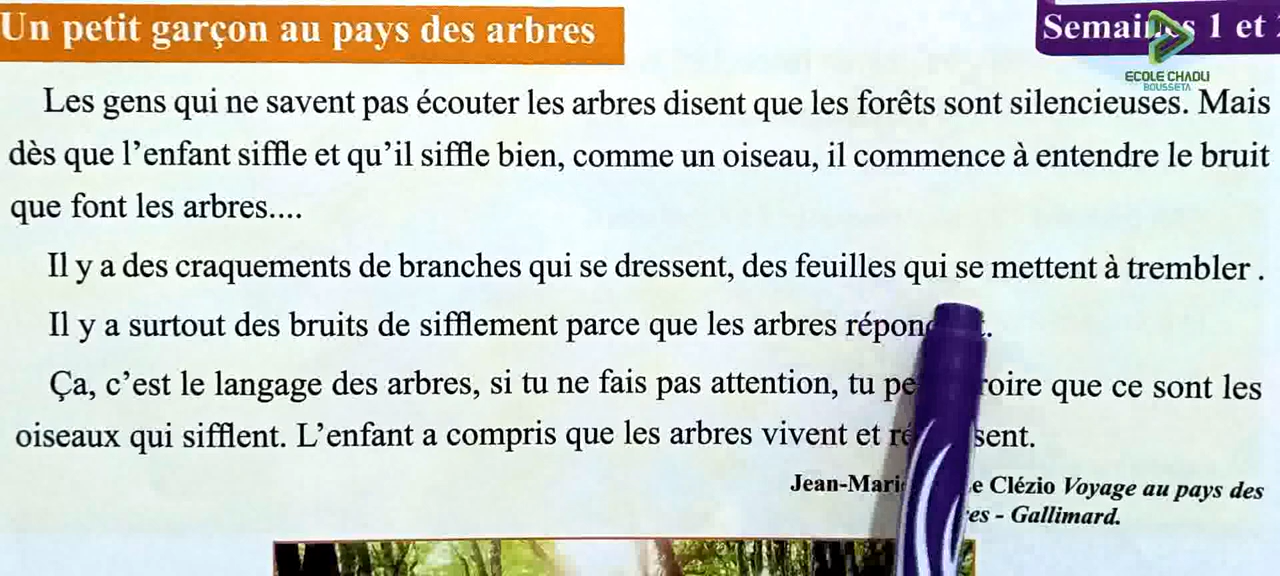 Un petit garçon au pays des arbres
Semaines 1 et
ECOLE CHAOLI
BOUSSETA
Les gens qui ne savent pas écouter les arbres disent que les forêts sont silencieuses. Mais
dès que l'enfant siffle et qu'il siffle bien, comme un oiseau, il commence à entendre le bruit
que font les arbres....
Il y a des craquements de branches qui se dressent, des feuilles qui se mettent à trembler .
Il y a surtout des bruits de sifflement parce que les arbres
Ça, c'est le langage des arbres, si tu ne fais pas attention, tu que ce sont les
oiseaux qui sifflent. L'enfant a compris que les arbres vivent et
Clézio Voyage au pays des
- Gallimard.